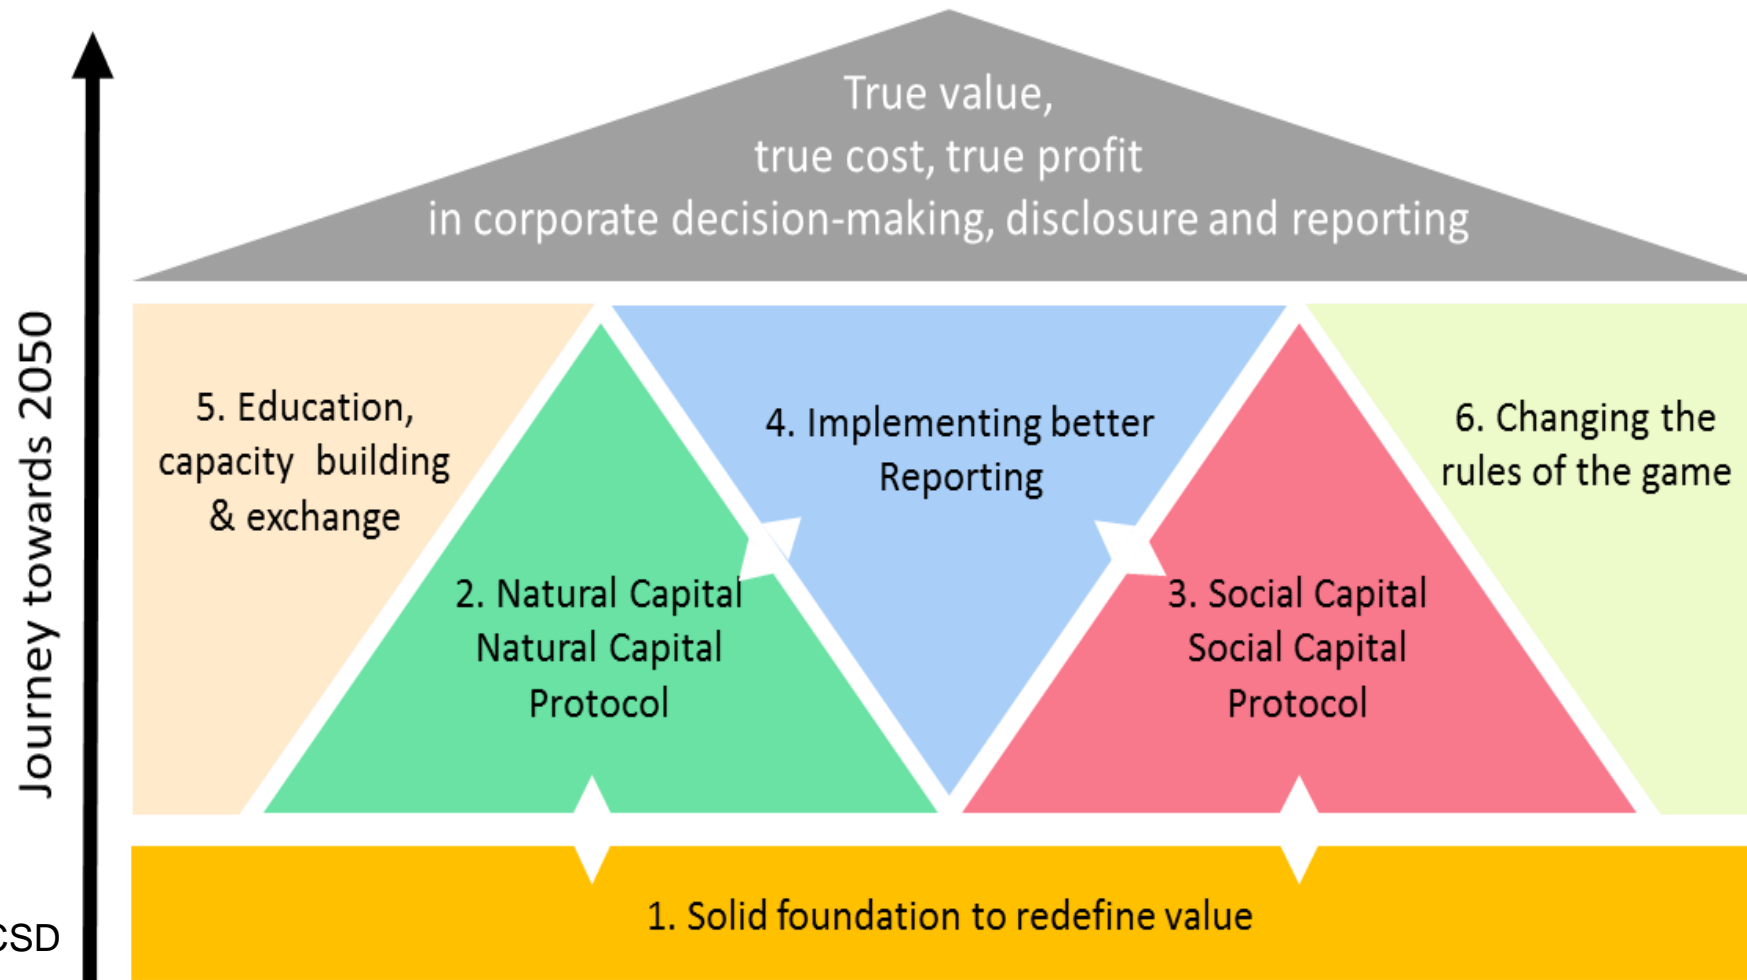 True value,
true cost, true profit
in corporate decision-making, disclosure and reporting
Journey towards 2050
5. Education,
capacity building
& exchange
4. Implementing better
Reporting
6. Changing the
rules of the game
2. Natural Capital
Natural Capital
Protocol
3. Social Capital
Social Capital
Protocol
1. Solid foundation to redefine value
CSD